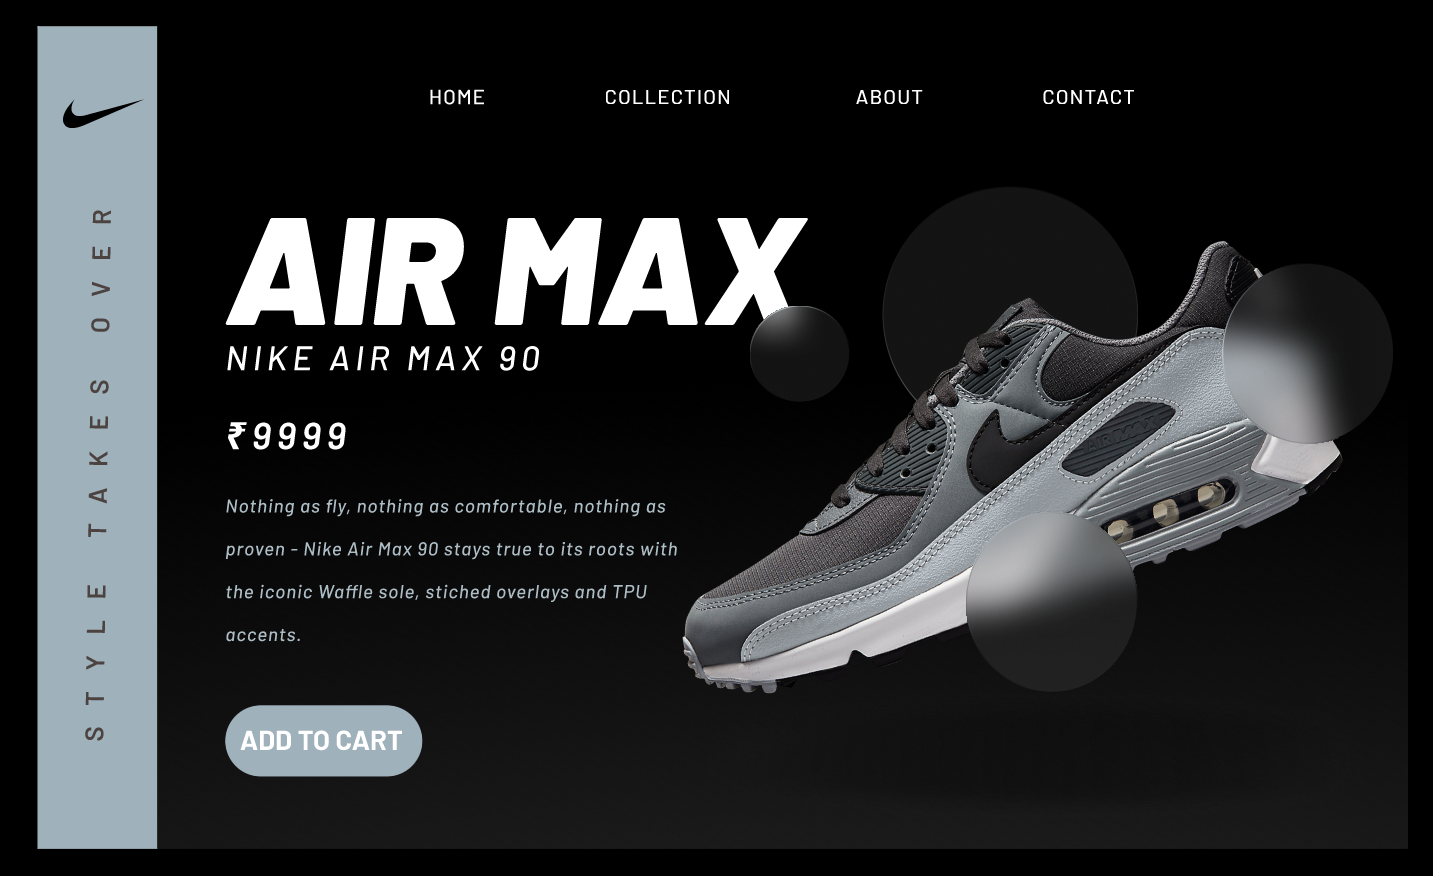 HOME
COLLECTION
ABOUT
CONTACT
STYLE TAKES OVER
AIR MAX
NIKE AIR MAX 90
₹9999
Nothing as fly, nothing as comfortable, nothing as
proven - Nike Air Max 90 stays true to its roots with
the iconic Waffle sole, stiched overlays and TPU
accents.
ADD TO CART